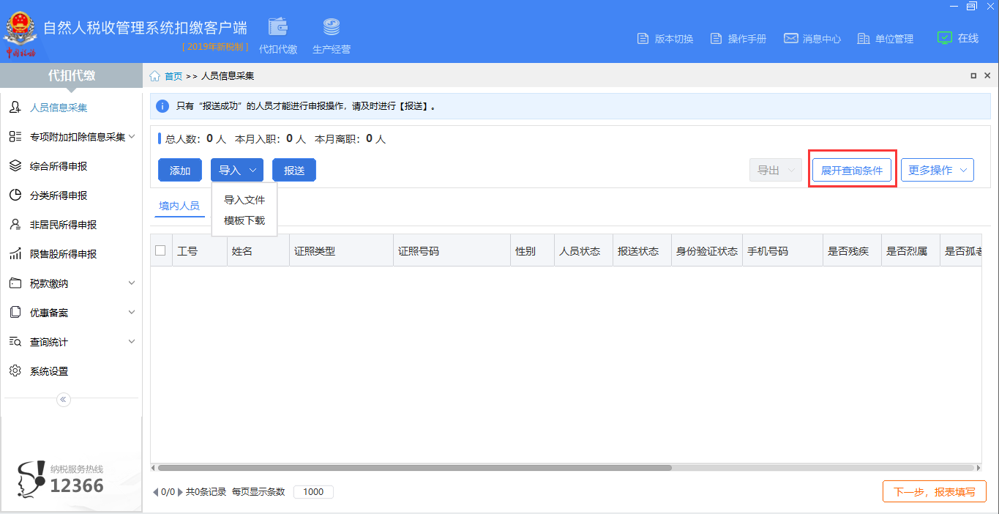 自然人税收管理系统扣缴客户端
[ 2019年新税制 ]
代扣代缴
生产经营
版本切换
操作手册
消息中心
单位管理
在线
代扣代缴
首页 >> 人员信息采集
人员信息采集
专项附加扣除信息采集
综合所得申报
分类所得申报
非居民所得申报
限售股所得申报
税款缴纳
优惠备案
查询统计
系统设置
纳税服务热线
12366
只有“报送成功”的人员才能进行申报操作，请及时进行【报送】。
总人数：0 人 本月入职：0 人 本月离职：0 人
添加
导入
报送
导出
展开查询条件
更多操作
导入文件
模板下载
境内人员
工号 姓名 证照类型 证照号码 性别 人员状态 报送状态 身份验证状态 手机号码 是否残疾 是否烈属 是否孤老
0/0 共0条记录 每页显示条数 1000
下一步，报表填写